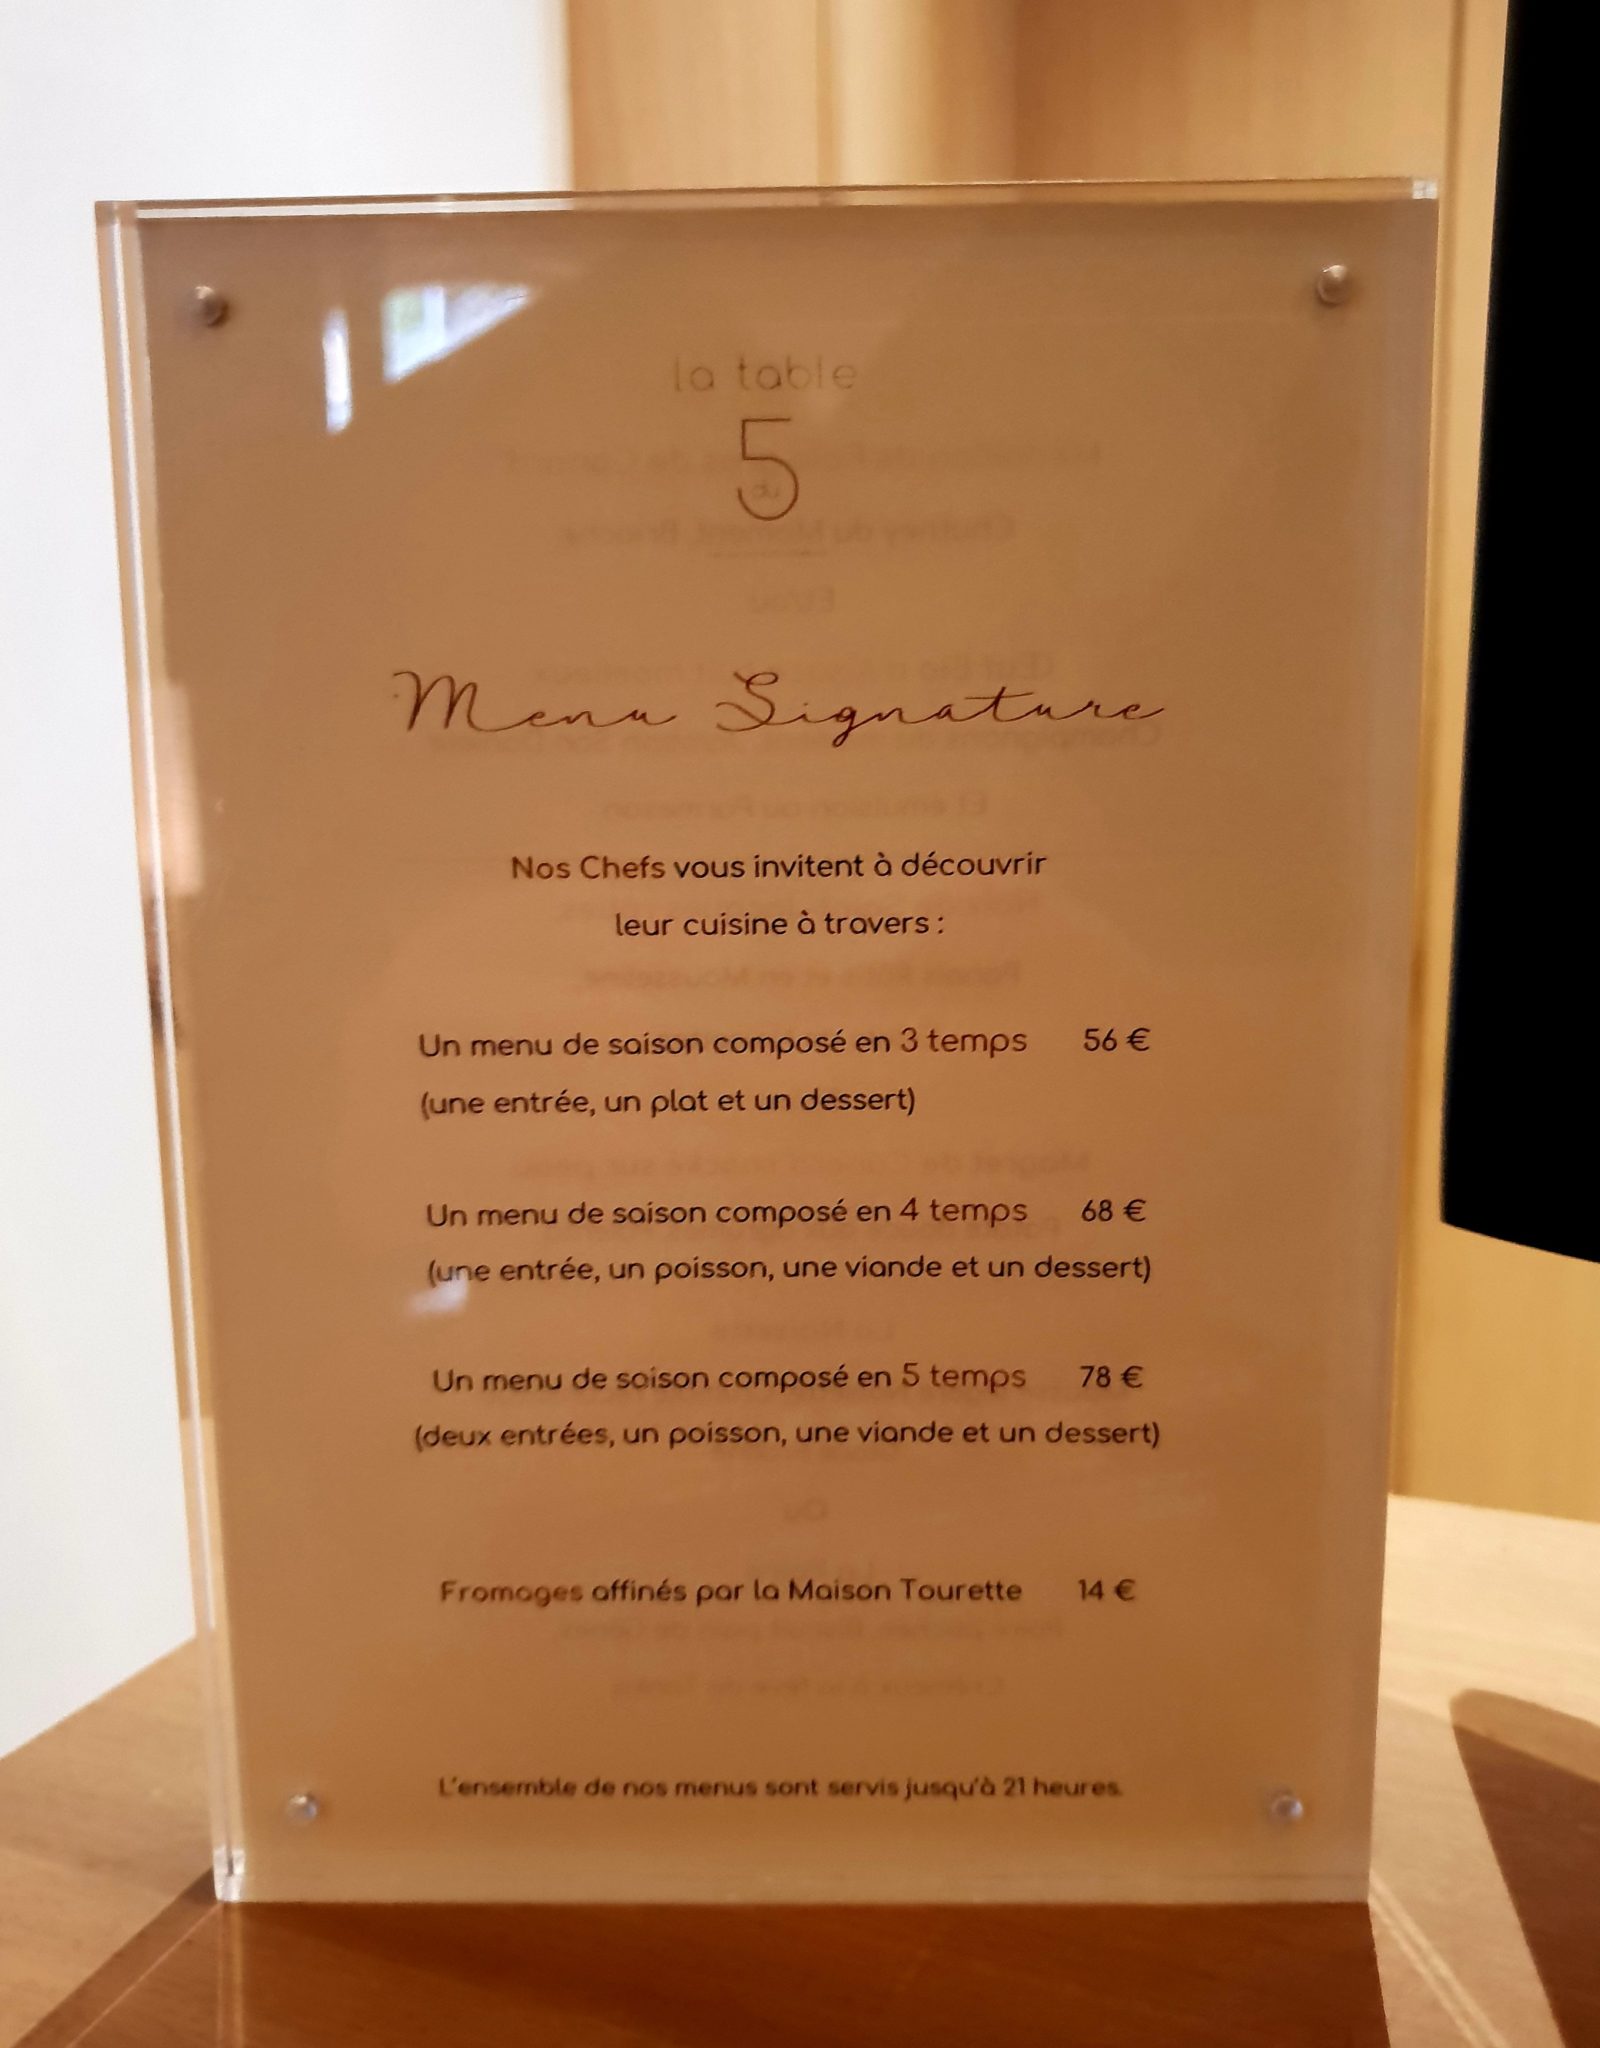 la table
du
5
Menu Signature
Nos Chefs vous invitent à découvrir
leur cuisine à travers :
Un menu de saison composé en 3 temps 56 €
(une entrée, un plat et un dessert)
Un menu de saison composé en 4 temps 68 €
(une entrée, un poisson, une viande et un dessert)
Un menu de saison composé en 5 temps 78 €
(deux entrées, un poisson, une viande et un dessert)
Fromages affinés par la Maison Tourette 14 €
L'ensemble de nos menus sont servis jusqu'à 21 heures.